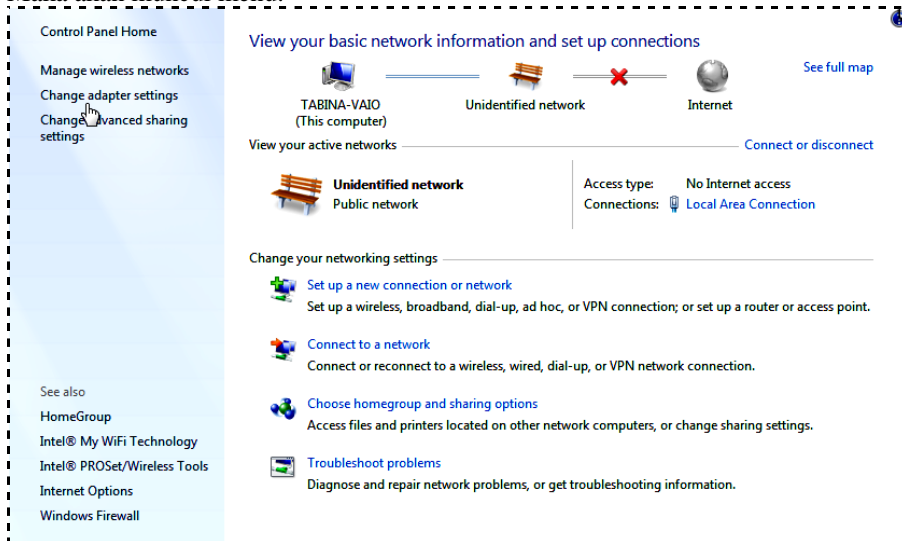 Control Panel Home
Manage wireless networks
Change adapter settings
Change advanced sharing
settings
See also
HomeGroup
Intel® My WiFi Technology
Intel® PROSet/Wireless Tools
Internet Options
Windows Firewall
View your basic network information and set up connections
See full map
TABINA-VAIO
(This computer)
Unidentified network
Internet
View your active networks
Connect or disconnect
Unidentified network
Public network
Access type: No Internet access
Connections: Local Area Connection
Change your networking settings
Set up a new connection or network
Set up a wireless, broadband, dial-up, ad hoc, or VPN connection; or set up a router or access point.
Connect to a network
Connect or reconnect to a wireless, wired, dial-up, or VPN network connection.
Choose homegroup and sharing options
Access files and printers located on other network computers, or change sharing settings.
Troubleshoot problems
Diagnose and repair network problems, or get troubleshooting information.